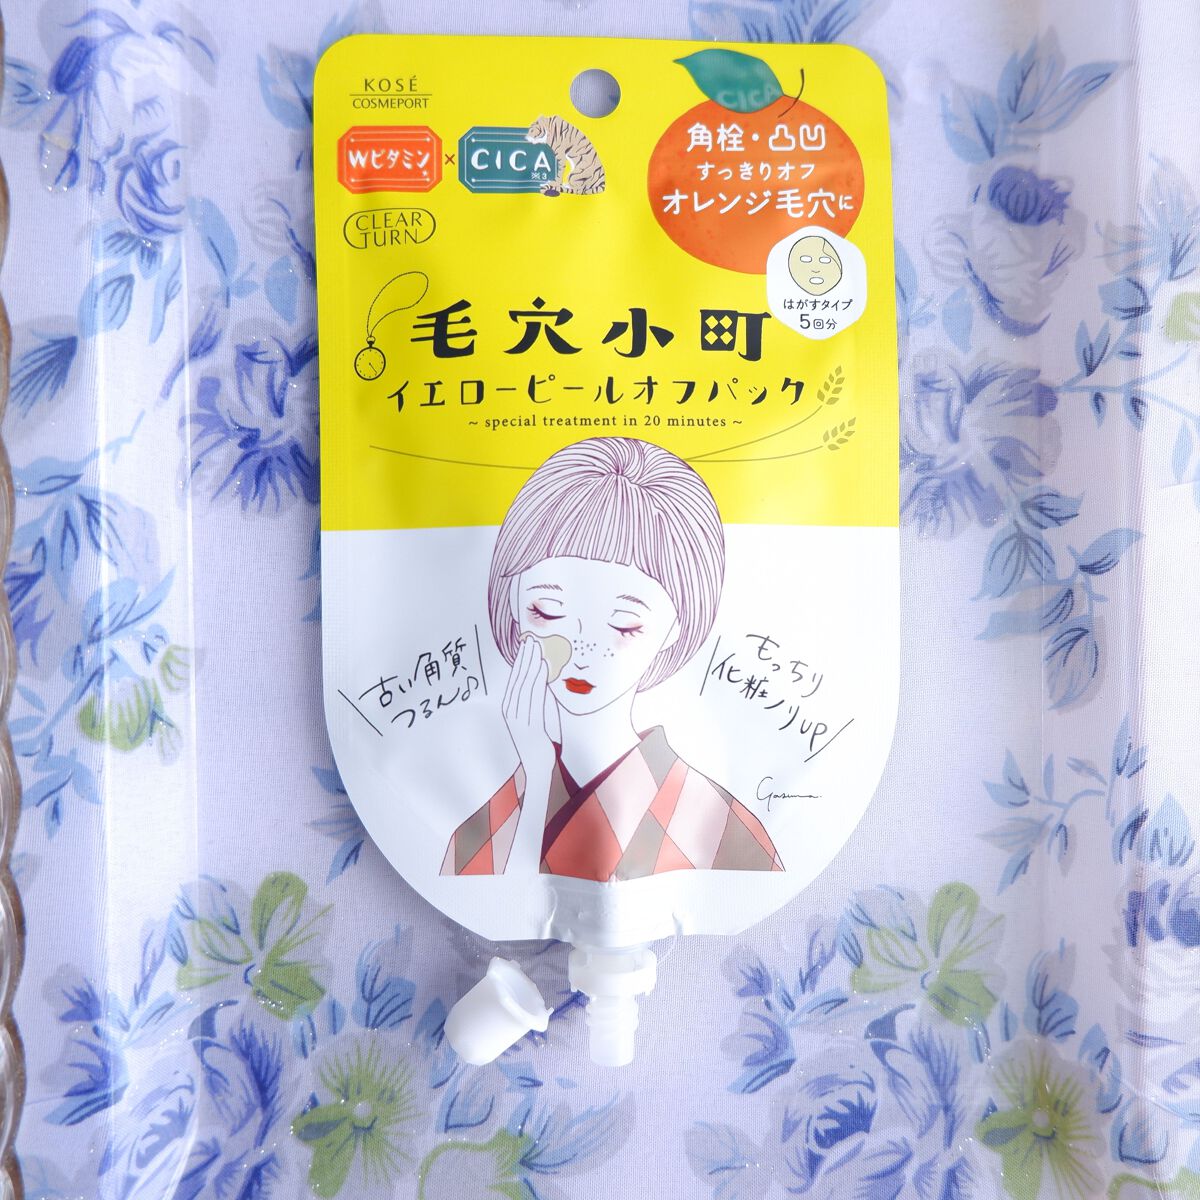 KOSÉ
COSMEPORT
Wビタミン × CICA
※3
CLEAR
TURN
CICA
角栓・凸凹
すっきりオフ
オレンジ毛穴に
はがすタイプ
5回分
毛穴小町
イエローピールオフパック
~ special treatment in 20 minutes ~
古い角質
つるん♪
もっちり
化粧ノリUP